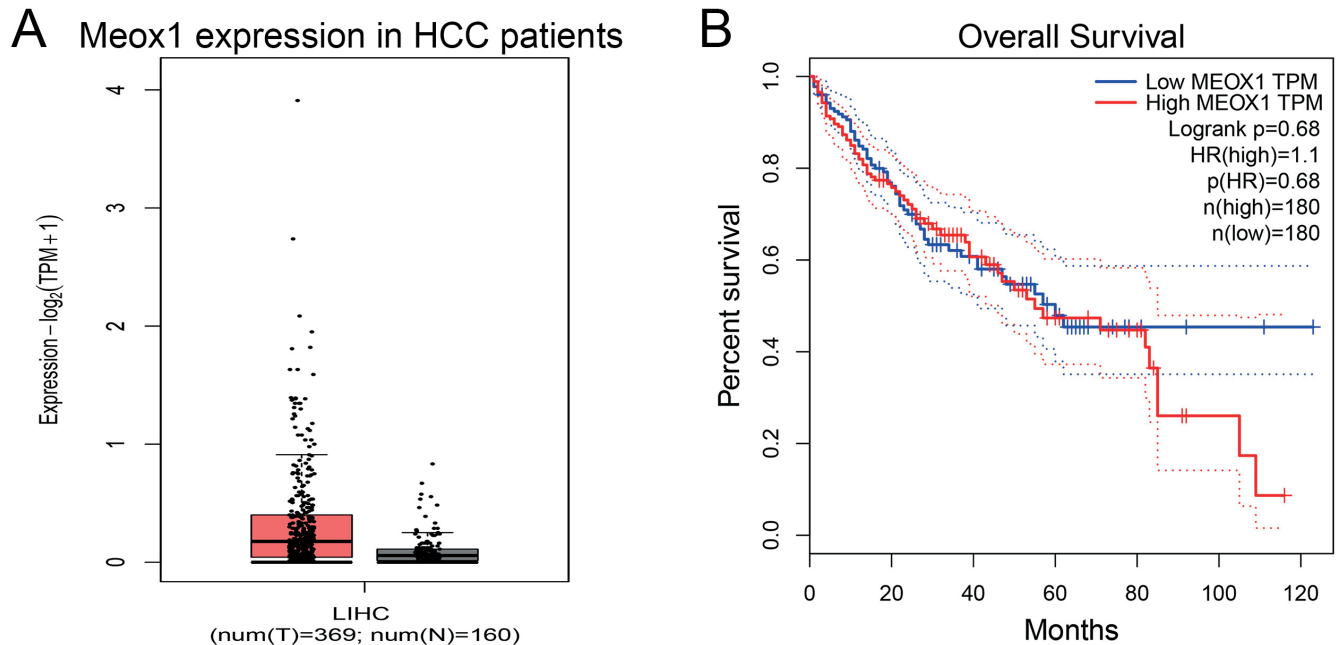 A
Meox1 expression in HCC patients
Expression−log2(TPM+1)
4
3
2
1
0
LIHC
(num(T)=369; num(N)=160)
B
Overall Survival
Low MEOX1 TPM
High MEOX1 TPM
Logrank p=0.68
HR(high)=1.1
p(HR)=0.68
n(high)=180
n(low)=180
Percent survival
1.0
0.8
0.6
0.4
0.2
0.0
0 20 40 60 80 100 120
Months